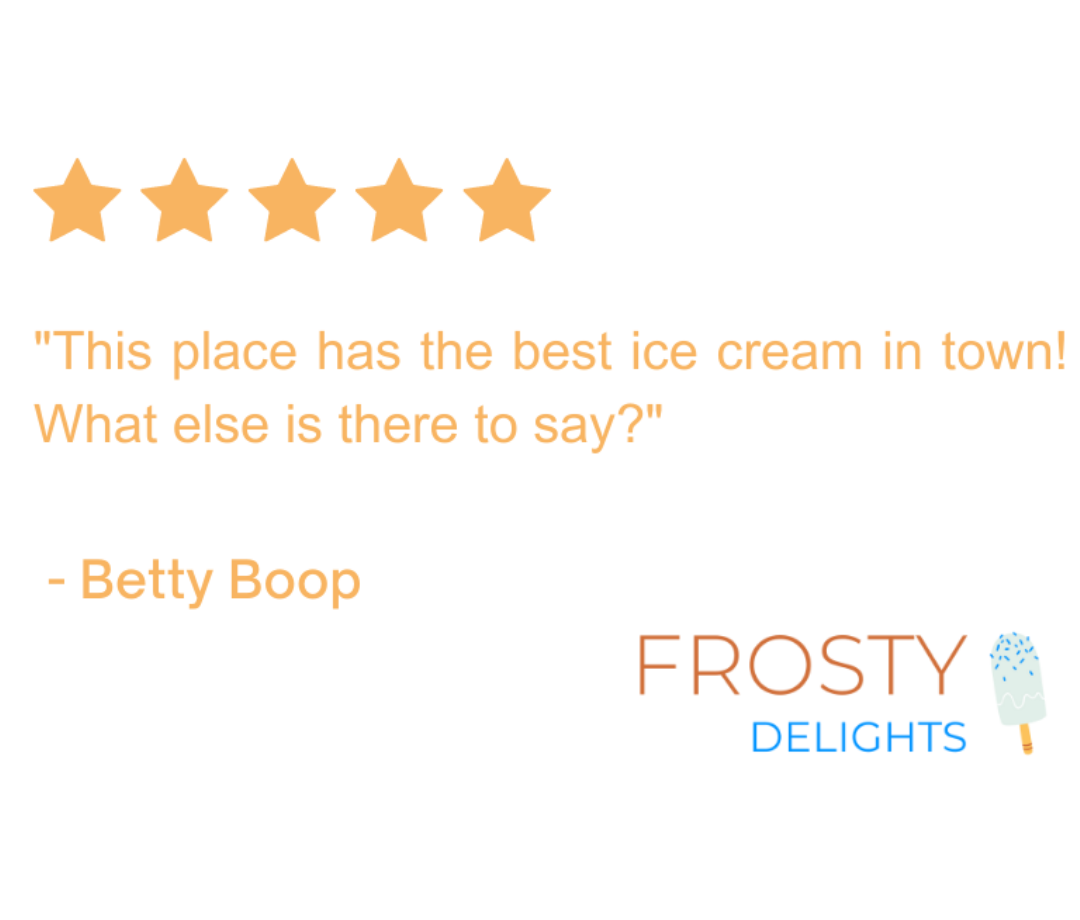 "This place has the best ice cream in town!
What else is there to say?"
- Betty Boop
FROSTY
DELIGHTS